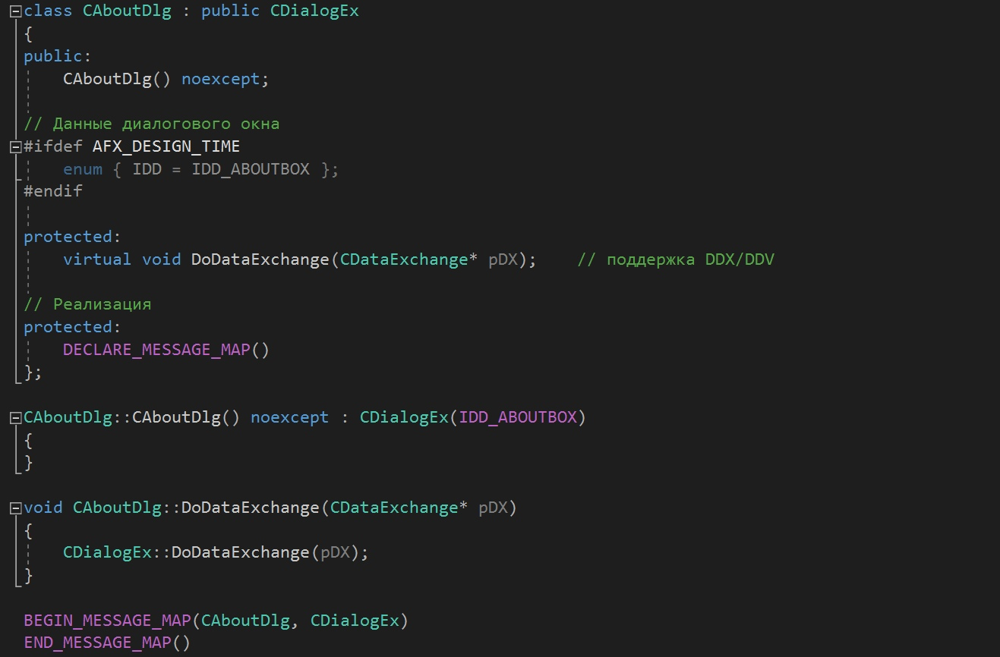 class CAboutDlg : public CDialogEx
{
public:
    CAboutDlg() noexcept;

// Данные диалогового окна
#ifdef AFX_DESIGN_TIME
    enum { IDD = IDD_ABOUTBOX };
#endif

protected:
    virtual void DoDataExchange(CDataExchange* pDX);    // поддержка DDX/DDV

// Реализация
protected:
    DECLARE_MESSAGE_MAP()
};

CAboutDlg::CAboutDlg() noexcept : CDialogEx(IDD_ABOUTBOX)
{
}

void CAboutDlg::DoDataExchange(CDataExchange* pDX)
{
    CDialogEx::DoDataExchange(pDX);
}

BEGIN_MESSAGE_MAP(CAboutDlg, CDialogEx)
END_MESSAGE_MAP()